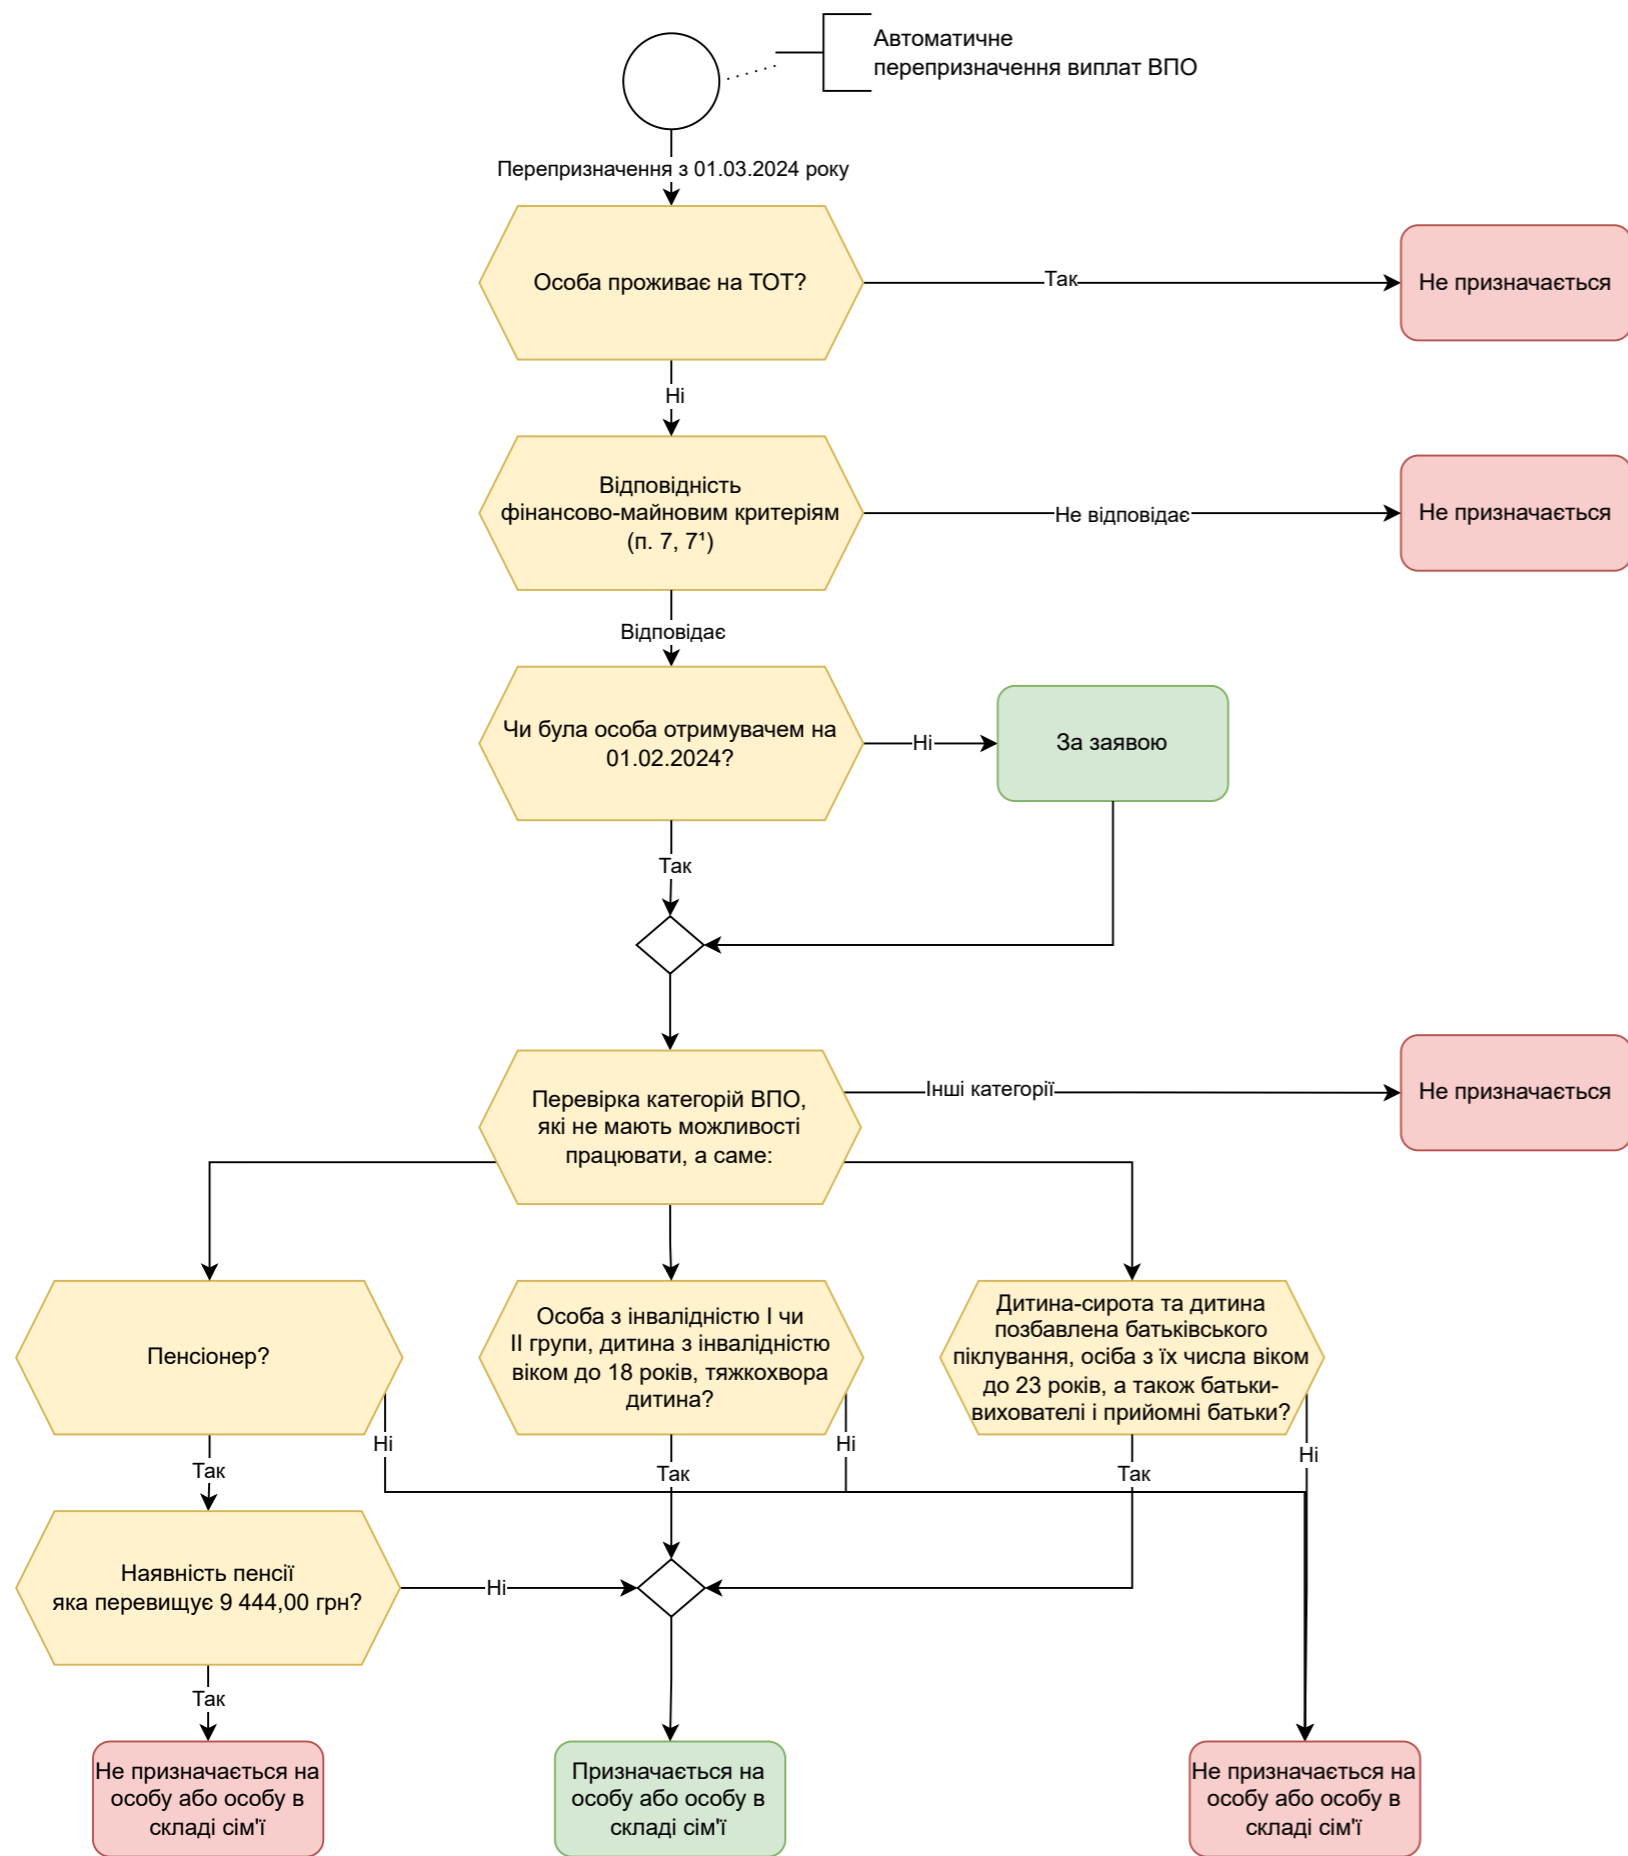 Автоматичне
перепризначення виплат ВПО
Перепризначення з 01.03.2024 року
Особа проживає на ТОТ?
Так
Не призначається
Ні
Відповідність
фінансово-майновим критеріям
(п. 7, 7¹)
Не відповідає
Не призначається
Відповідає
Чи була особа отримувачем на
01.02.2024?
Ні
За заявою
Так
Перевірка категорій ВПО,
які не мають можливості
працювати, а саме:
Інші категорії
Не призначається
Пенсіонер?
Особа з інвалідністю І чи
ІІ групи, дитина з інвалідністю
віком до 18 років, тяжкохвора
дитина?
Дитина-сирота та дитина
позбавлена батьківського
піклування, осіба з їх числа віком
до 23 років, а також батьки-
вихователі і прийомні батьки?
Ні
Ні
Ні
Так
Так
Так
Наявність пенсії
яка перевищує 9 444,00 грн?
Ні
Так
Не призначається на
особу або особу в
складі сім'ї
Призначається на
особу або особу в
складі сім'ї
Не призначається на
особу або особу в
складі сім'ї